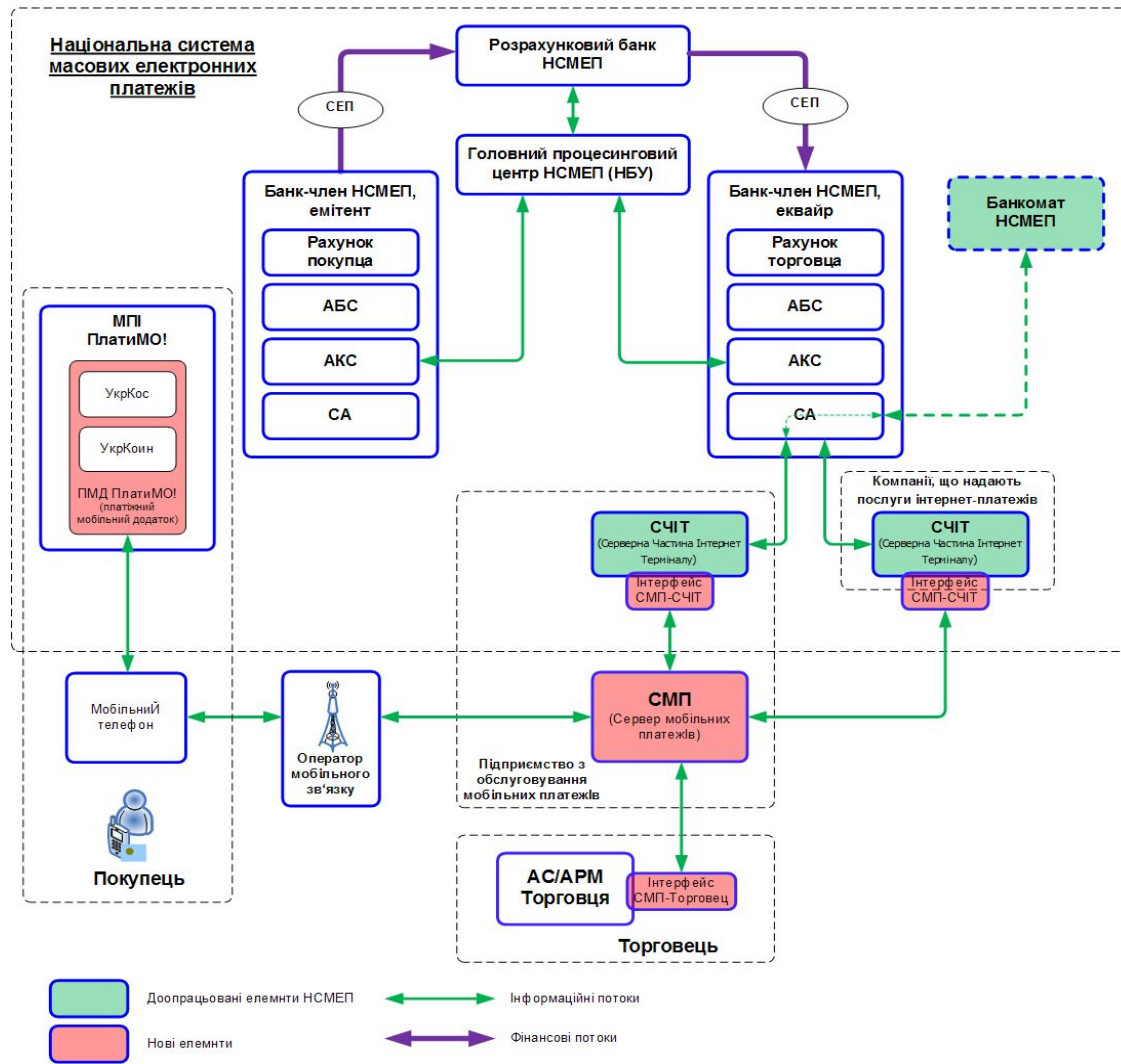 Національна система
масових електронних
платежів
Розрахунковий банк
НСМЕП
СЕП
СЕП
Головний процесинговий
центр НСМЕП (НБУ)
Банк-член НСМЕП,
емітент
Рахунок
покупца
АБС
АКС
СА
Банк-член НСМЕП,
еквайр
Рахунок
торговца
АБС
АКС
СА
Банкомат
НСМЕП
МПІ
ПлатиМО!
УкрКос
УкрКоин
ПМД ПлатиМО!
(платіжний
мобільний додаток)
Компанії, що надають
послуги інтернет-платежів
СЧІТ
(Серверна Частина Інтернет
Терміналу)
Інтерфейс
СМП-СЧІТ
СЧІТ
(Серверна Частина Інтернет
Терміналу)
Інтерфейс
СМП-СЧІТ
МобільниЙ
телефон
Оператор
мобільного
зв'язку
СМП
(Сервер мобільних
платежІв)
Підприємство з
обслуговування
мобільних платежІв
Покупець
АС/АРМ
Торговця
Інтерфейс
СМП-Торговец
Торговець
Доопрацьовані елемнти НСМЕП
Інформаційні потоки
Нові елемнти
Фінансові потоки